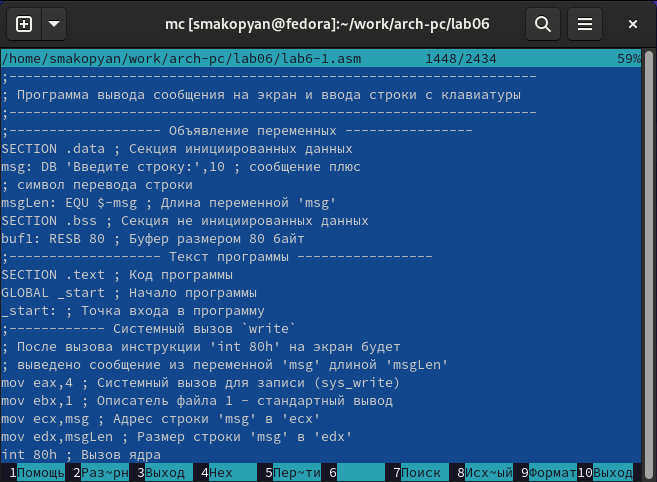 mc [smakopyan@fedora]:~/work/arch-pc/lab06
/home/smakopyan/work/arch-pc/lab06/lab6-1.asm 1448/2434 59%
;------------------------------------------------------------------
; Программа вывода сообщения на экран и ввода строки с клавиатуры
;------------------------------------------------------------------
;------------------- Объявление переменных ----------------
SECTION .data ; Секция инициированных данных
msg: DB 'Введите строку:',10 ; сообщение плюс
; символ перевода строки
msgLen: EQU $-msg ; Длина переменной 'msg'
SECTION .bss ; Секция не инициированных данных
buf1: RESB 80 ; Буфер размером 80 байт
;------------------- Текст программы -----------------
SECTION .text ; Код программы
GLOBAL _start ; Начало программы
_start: ; Точка входа в программу
;------------ Системный вызов `write`
; После вызова инструкции 'int 80h' на экран будет
; выведено сообщение из переменной 'msg' длиной 'msgLen'
mov eax,4 ; Системный вызов для записи (sys_write)
mov ebx,1 ; Описатель файла 1 - стандартный вывод
mov ecx,msg ; Адрес строки 'msg' в 'ecx'
mov edx,msgLen ; Размер строки 'msg' в 'edx'
int 80h ; Вызов ядра
1Помощь 2Раз~рн 3Выход 4Hex 5Пер~ти 6 7Поиск 8Исх~ый 9Формат 10Выход